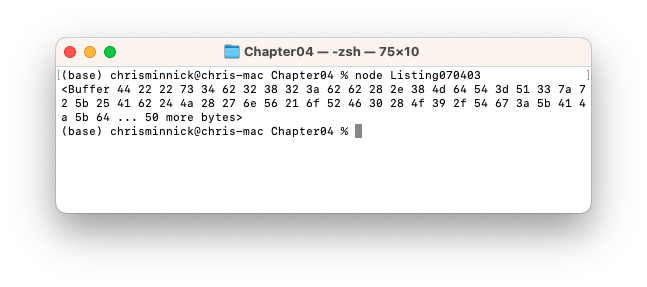 Chapter04 — -zsh — 75×10
[(base) chrisminnick@chris-mac Chapter04 % node Listing070403 ]
<Buffer 44 22 22 73 34 62 32 38 32 3a 62 62 28 2e 38 4d 64 54 3d 51 33 7a 7
2 5b 25 41 62 24 4a 28 27 6e 56 21 6f 52 46 30 28 4f 39 2f 54 67 3a 5b 41 4
a 5b 64 ... 50 more bytes>
(base) chrisminnick@chris-mac Chapter04 %